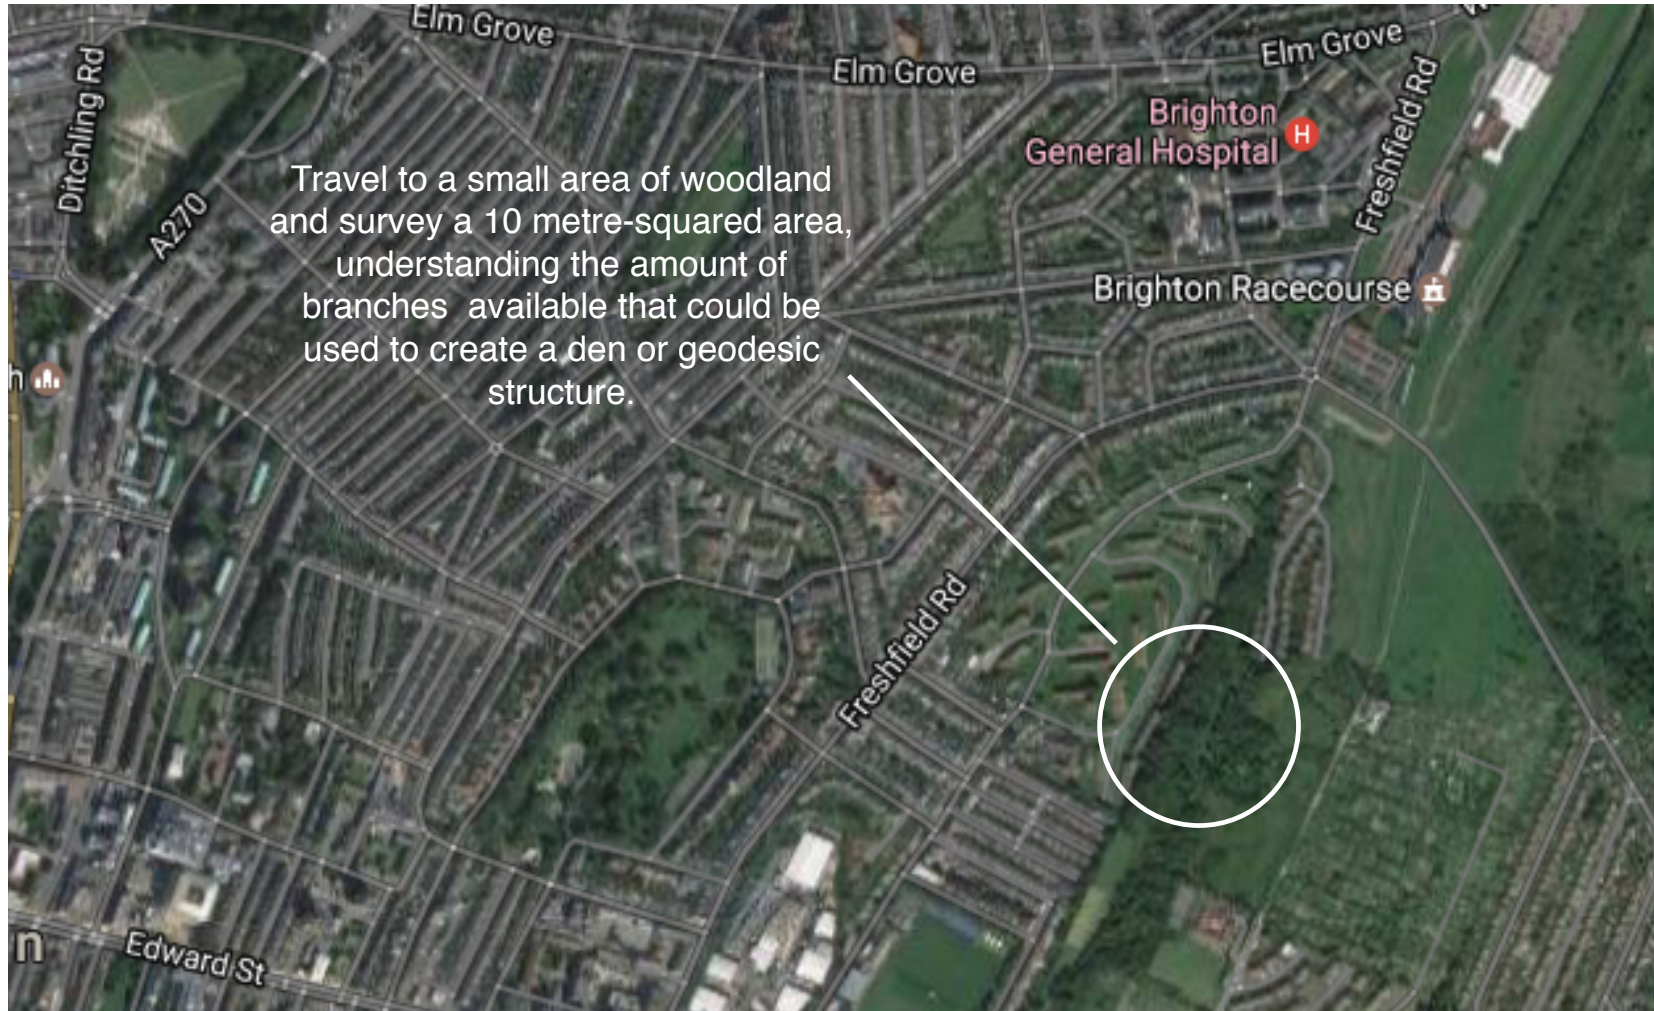 Elm Grove
Elm Grove
Elm Grove
Ditchling Rd
A270
Brighton
General Hospital
H
Freshfield Rd
Travel to a small area of woodland
and survey a 10 metre-squared area,
understanding the amount of
branches  available that could be
used to create a den or geodesic
structure.
Brighton Racecourse
h
Freshfield Rd
n
Edward St